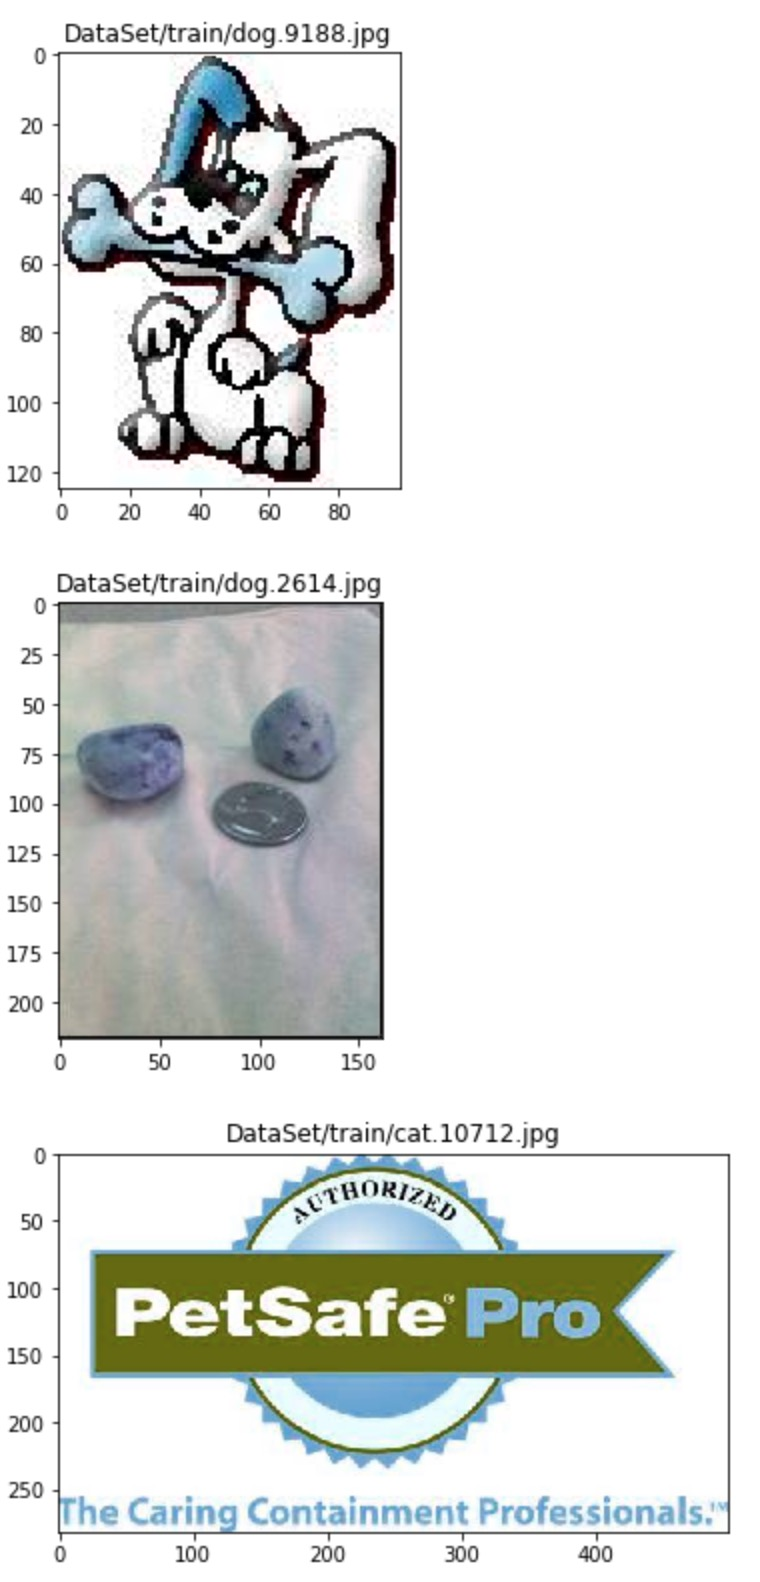 DataSet/train/dog.9188.jpg
0
20
40
60
80
100
120
0 20 40 60 80
DataSet/train/dog.2614.jpg
0
25
50
75
100
125
150
175
200
0 50 100 150
DataSet/train/cat.10712.jpg
0
50
100
150
200
250
AUTHORIZED
PetSafe® Pro
The Caring Containment Professionals.™
0 100 200 300 400